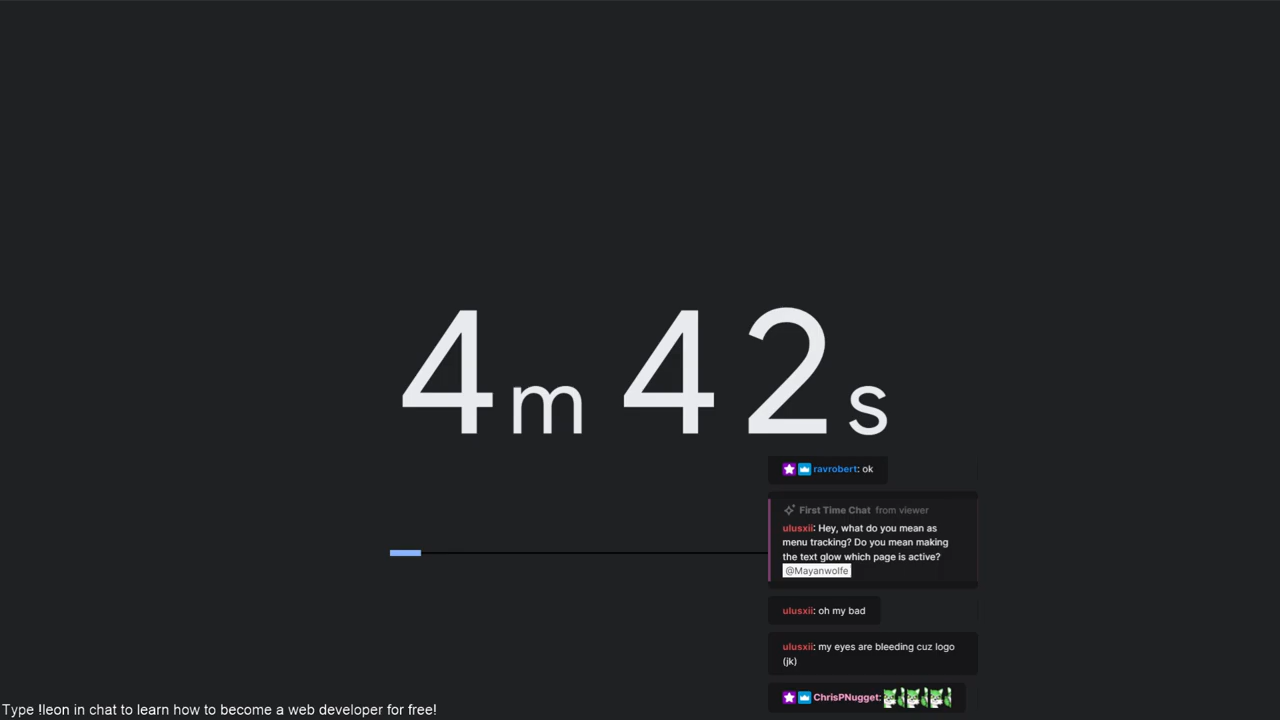 4m 42s
ravrobert: ok
First Time Chat from viewer
ulusxii: Hey, what do you mean as
menu tracking? Do you mean making
the text glow which page is active?
@Mayanwolfe
ulusxii: oh my bad
ulusxii: my eyes are bleeding cuz logo
(jk)
ChrisPNugget:
Type !leon in chat to learn how to become a web developer for free!